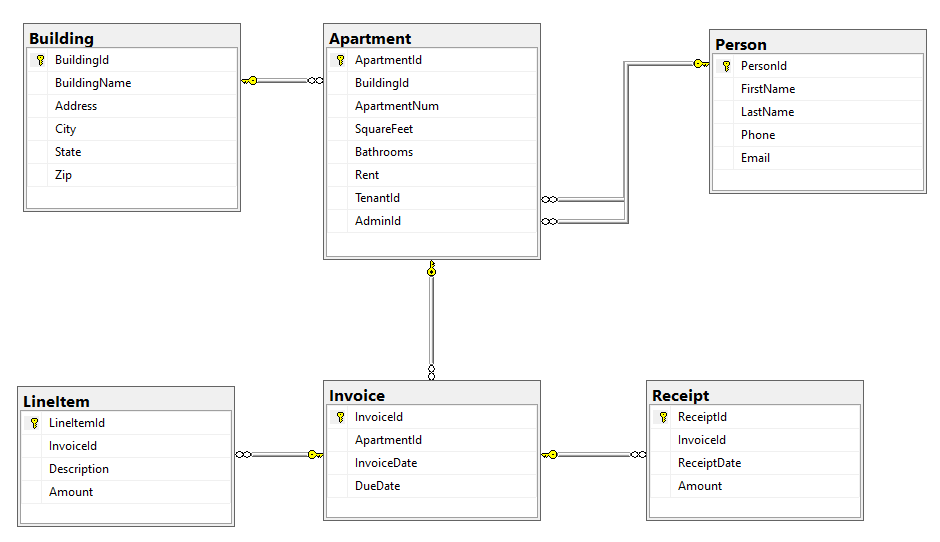 Building
BuildingId
BuildingName
Address
City
State
Zip
Apartment
ApartmentId
BuildingId
ApartmentNum
SquareFeet
Bathrooms
Rent
TenantId
AdminId
Person
PersonId
FirstName
LastName
Phone
Email
LineItem
LineItemId
InvoiceId
Description
Amount
Invoice
InvoiceId
ApartmentId
InvoiceDate
DueDate
Receipt
ReceiptId
InvoiceId
ReceiptDate
Amount